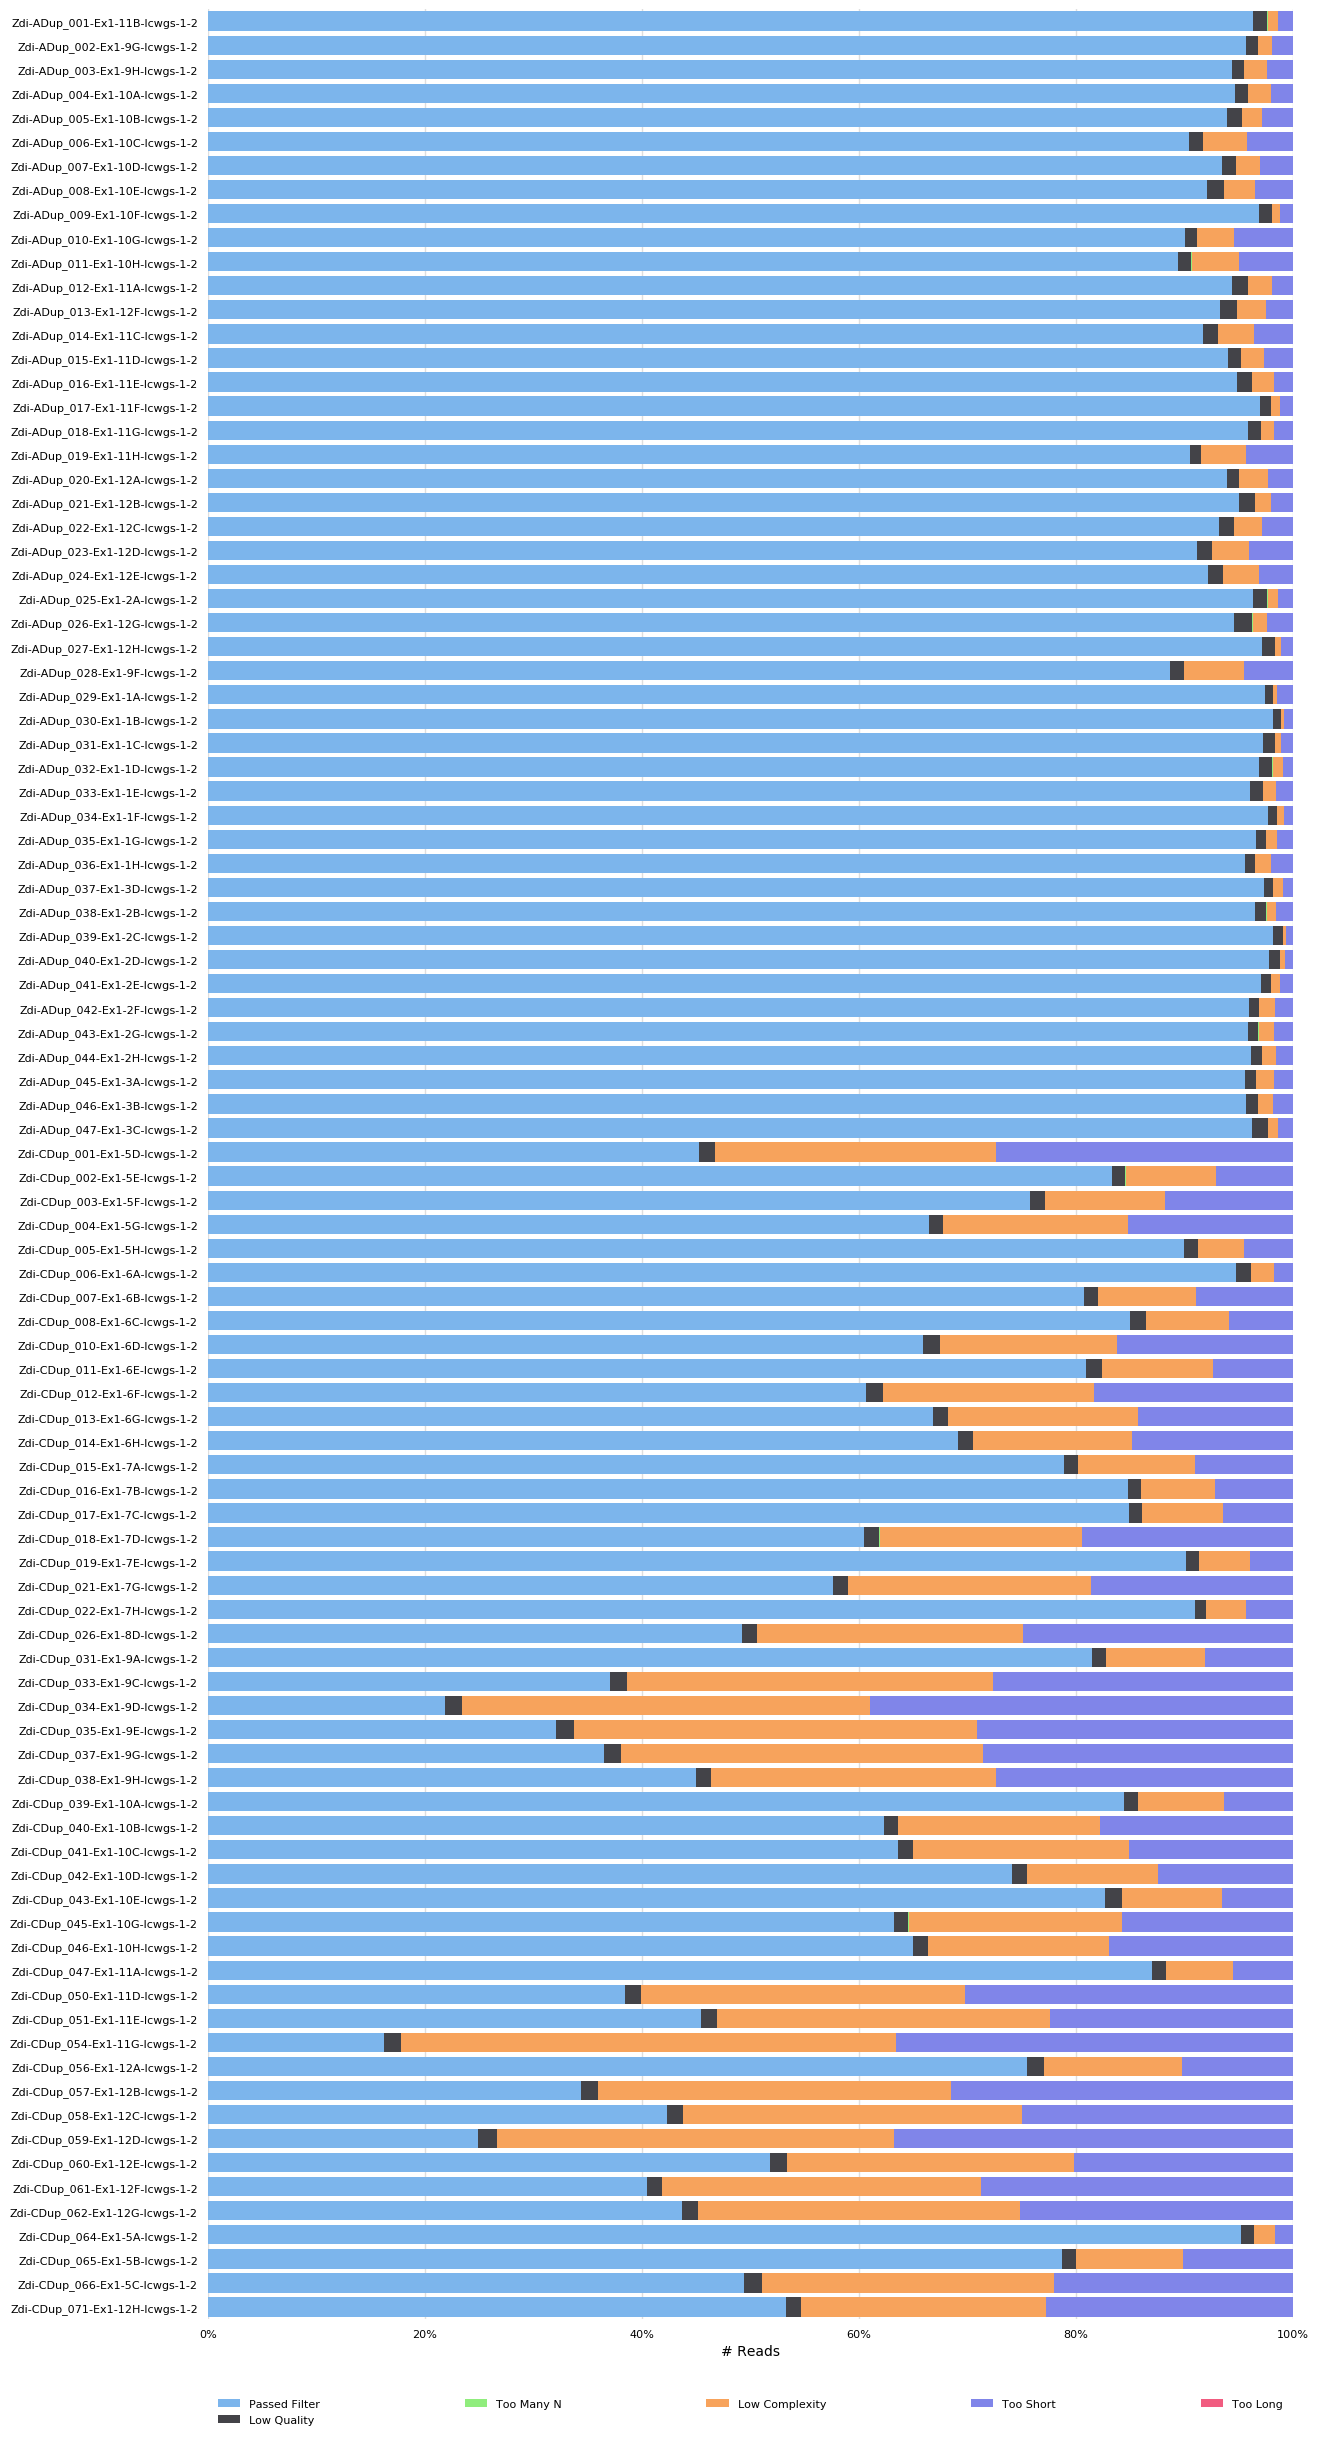 Zdi-ADup_001-Ex1-11B-lcwgs-1-2
Zdi-ADup_002-Ex1-9G-lcwgs-1-2
Zdi-ADup_003-Ex1-9H-lcwgs-1-2
Zdi-ADup_004-Ex1-10A-lcwgs-1-2
Zdi-ADup_005-Ex1-10B-lcwgs-1-2
Zdi-ADup_006-Ex1-10C-lcwgs-1-2
Zdi-ADup_007-Ex1-10D-lcwgs-1-2
Zdi-ADup_008-Ex1-10E-lcwgs-1-2
Zdi-ADup_009-Ex1-10F-lcwgs-1-2
Zdi-ADup_010-Ex1-10G-lcwgs-1-2
Zdi-ADup_011-Ex1-10H-lcwgs-1-2
Zdi-ADup_012-Ex1-11A-lcwgs-1-2
Zdi-ADup_013-Ex1-12F-lcwgs-1-2
Zdi-ADup_014-Ex1-11C-lcwgs-1-2
Zdi-ADup_015-Ex1-11D-lcwgs-1-2
Zdi-ADup_016-Ex1-11E-lcwgs-1-2
Zdi-ADup_017-Ex1-11F-lcwgs-1-2
Zdi-ADup_018-Ex1-11G-lcwgs-1-2
Zdi-ADup_019-Ex1-11H-lcwgs-1-2
Zdi-ADup_020-Ex1-12A-lcwgs-1-2
Zdi-ADup_021-Ex1-12B-lcwgs-1-2
Zdi-ADup_022-Ex1-12C-lcwgs-1-2
Zdi-ADup_023-Ex1-12D-lcwgs-1-2
Zdi-ADup_024-Ex1-12E-lcwgs-1-2
Zdi-ADup_025-Ex1-2A-lcwgs-1-2
Zdi-ADup_026-Ex1-12G-lcwgs-1-2
Zdi-ADup_027-Ex1-12H-lcwgs-1-2
Zdi-ADup_028-Ex1-9F-lcwgs-1-2
Zdi-ADup_029-Ex1-1A-lcwgs-1-2
Zdi-ADup_030-Ex1-1B-lcwgs-1-2
Zdi-ADup_031-Ex1-1C-lcwgs-1-2
Zdi-ADup_032-Ex1-1D-lcwgs-1-2
Zdi-ADup_033-Ex1-1E-lcwgs-1-2
Zdi-ADup_034-Ex1-1F-lcwgs-1-2
Zdi-ADup_035-Ex1-1G-lcwgs-1-2
Zdi-ADup_036-Ex1-1H-lcwgs-1-2
Zdi-ADup_037-Ex1-3D-lcwgs-1-2
Zdi-ADup_038-Ex1-2B-lcwgs-1-2
Zdi-ADup_039-Ex1-2C-lcwgs-1-2
Zdi-ADup_040-Ex1-2D-lcwgs-1-2
Zdi-ADup_041-Ex1-2E-lcwgs-1-2
Zdi-ADup_042-Ex1-2F-lcwgs-1-2
Zdi-ADup_043-Ex1-2G-lcwgs-1-2
Zdi-ADup_044-Ex1-2H-lcwgs-1-2
Zdi-ADup_045-Ex1-3A-lcwgs-1-2
Zdi-ADup_046-Ex1-3B-lcwgs-1-2
Zdi-ADup_047-Ex1-3C-lcwgs-1-2
Zdi-CDup_001-Ex1-5D-lcwgs-1-2
Zdi-CDup_002-Ex1-5E-lcwgs-1-2
Zdi-CDup_003-Ex1-5F-lcwgs-1-2
Zdi-CDup_004-Ex1-5G-lcwgs-1-2
Zdi-CDup_005-Ex1-5H-lcwgs-1-2
Zdi-CDup_006-Ex1-6A-lcwgs-1-2
Zdi-CDup_007-Ex1-6B-lcwgs-1-2
Zdi-CDup_008-Ex1-6C-lcwgs-1-2
Zdi-CDup_010-Ex1-6D-lcwgs-1-2
Zdi-CDup_011-Ex1-6E-lcwgs-1-2
Zdi-CDup_012-Ex1-6F-lcwgs-1-2
Zdi-CDup_013-Ex1-6G-lcwgs-1-2
Zdi-CDup_014-Ex1-6H-lcwgs-1-2
Zdi-CDup_015-Ex1-7A-lcwgs-1-2
Zdi-CDup_016-Ex1-7B-lcwgs-1-2
Zdi-CDup_017-Ex1-7C-lcwgs-1-2
Zdi-CDup_018-Ex1-7D-lcwgs-1-2
Zdi-CDup_019-Ex1-7E-lcwgs-1-2
Zdi-CDup_021-Ex1-7G-lcwgs-1-2
Zdi-CDup_022-Ex1-7H-lcwgs-1-2
Zdi-CDup_026-Ex1-8D-lcwgs-1-2
Zdi-CDup_031-Ex1-9A-lcwgs-1-2
Zdi-CDup_033-Ex1-9C-lcwgs-1-2
Zdi-CDup_034-Ex1-9D-lcwgs-1-2
Zdi-CDup_035-Ex1-9E-lcwgs-1-2
Zdi-CDup_037-Ex1-9G-lcwgs-1-2
Zdi-CDup_038-Ex1-9H-lcwgs-1-2
Zdi-CDup_039-Ex1-10A-lcwgs-1-2
Zdi-CDup_040-Ex1-10B-lcwgs-1-2
Zdi-CDup_041-Ex1-10C-lcwgs-1-2
Zdi-CDup_042-Ex1-10D-lcwgs-1-2
Zdi-CDup_043-Ex1-10E-lcwgs-1-2
Zdi-CDup_045-Ex1-10G-lcwgs-1-2
Zdi-CDup_046-Ex1-10H-lcwgs-1-2
Zdi-CDup_047-Ex1-11A-lcwgs-1-2
Zdi-CDup_050-Ex1-11D-lcwgs-1-2
Zdi-CDup_051-Ex1-11E-lcwgs-1-2
Zdi-CDup_054-Ex1-11G-lcwgs-1-2
Zdi-CDup_056-Ex1-12A-lcwgs-1-2
Zdi-CDup_057-Ex1-12B-lcwgs-1-2
Zdi-CDup_058-Ex1-12C-lcwgs-1-2
Zdi-CDup_059-Ex1-12D-lcwgs-1-2
Zdi-CDup_060-Ex1-12E-lcwgs-1-2
Zdi-CDup_061-Ex1-12F-lcwgs-1-2
Zdi-CDup_062-Ex1-12G-lcwgs-1-2
Zdi-CDup_064-Ex1-5A-lcwgs-1-2
Zdi-CDup_065-Ex1-5B-lcwgs-1-2
Zdi-CDup_066-Ex1-5C-lcwgs-1-2
Zdi-CDup_071-Ex1-12H-lcwgs-1-2
0% 20% 40% 60% 80% 100%
# Reads
Passed Filter Too Many N Low Complexity Too Short Too Long
Low Quality